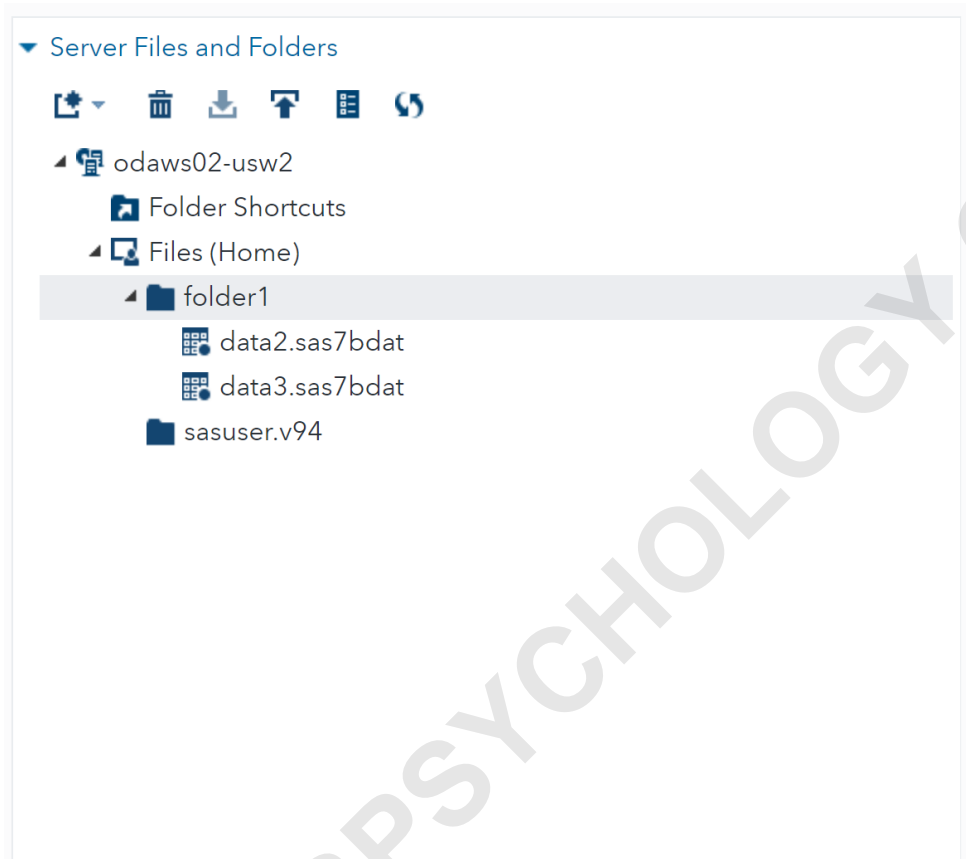 Server Files and Folders
odaws02-usw2
Folder Shortcuts
Files (Home)
folder1
data2.sas7bdat
data3.sas7bdat
sasuser.v94
PSYCHOLOGY